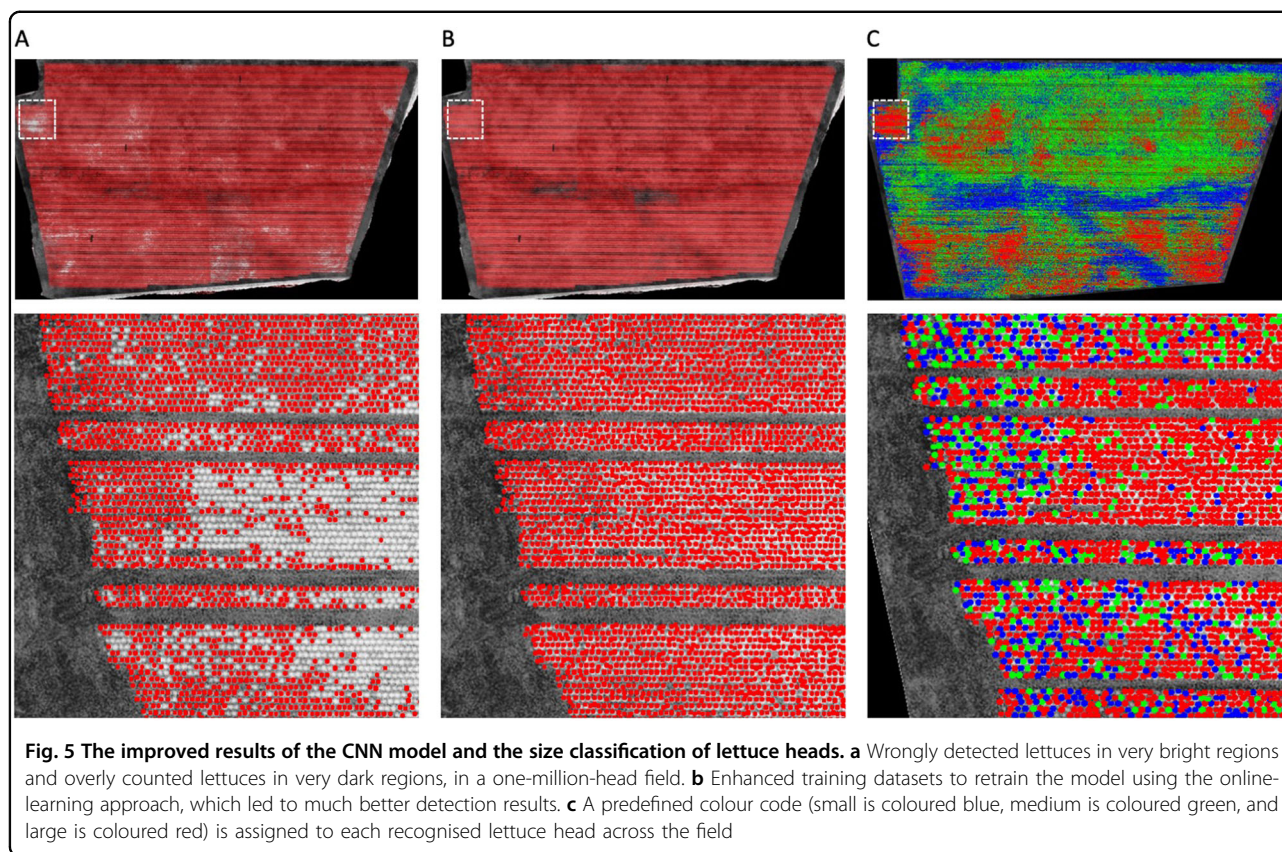 A
B
C
Fig. 5 The improved results of the CNN model and the size classification of lettuce heads. a Wrongly detected lettuces in very bright regions
and overly counted lettuces in very dark regions, in a one-million-head field. b Enhanced training datasets to retrain the model using the online-
learning approach, which led to much better detection results. c A predefined colour code (small is coloured blue, medium is coloured green, and
large is coloured red) is assigned to each recognised lettuce head across the field